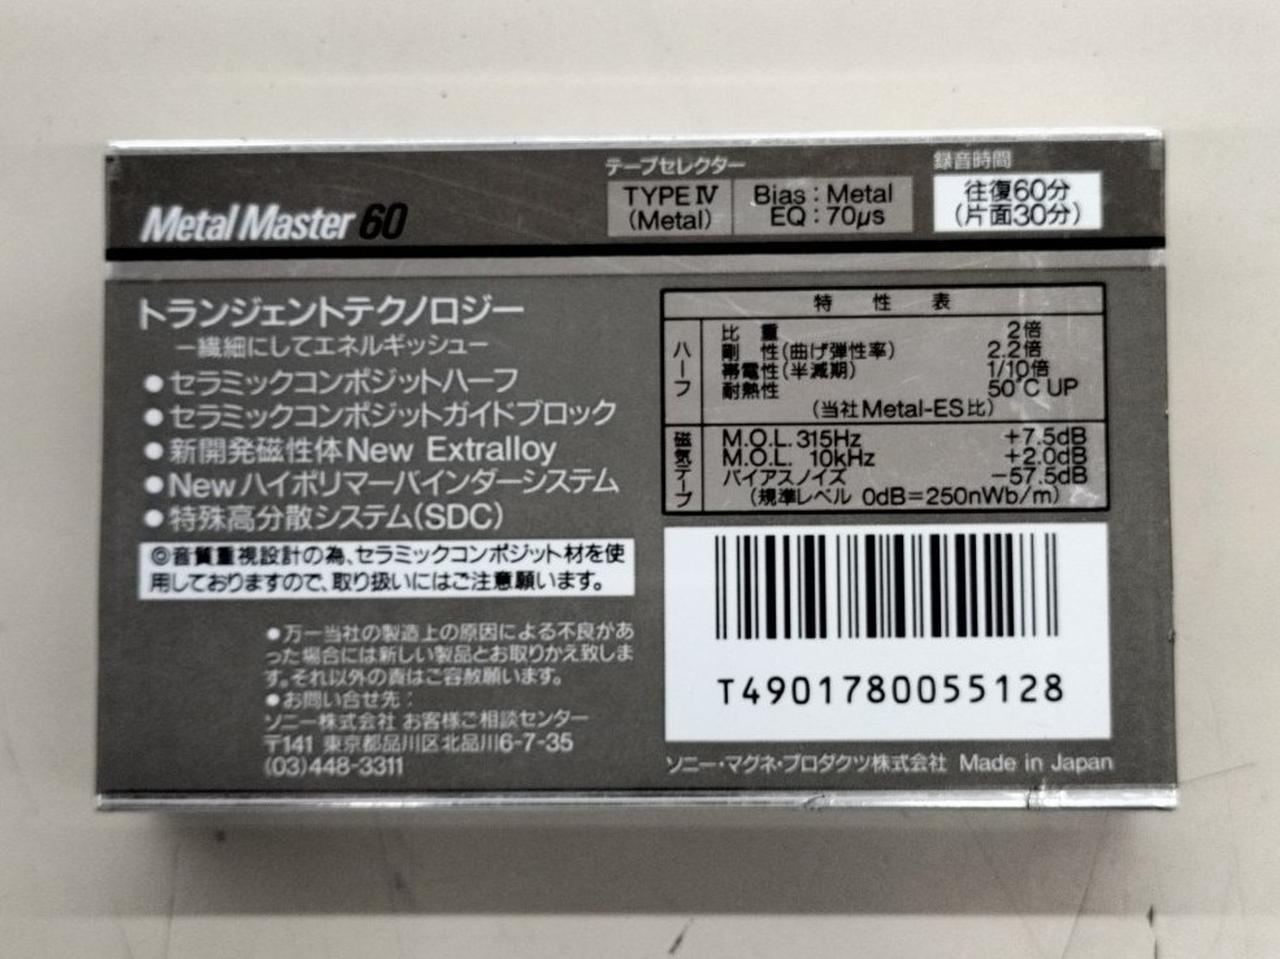 Metal Master 60
テープセレクター
TYPE Ⅳ
(Metal)
Bias : Metal
EQ : 70μs
録音時間
往復60分
(片面30分)
トランジェントテクノロジー
―繊細にしてエネルギッシュ―
●セラミックコンポジットハーフ
●セラミックコンポジットガイドブロック
●新開発磁性体New Extralloy
●Newハイポリマーバインダーシステム
●特殊高分散システム(SDC)
◎音質重視設計の為、セラミックコンポジット材を使
用しておりますので、取り扱いにはご注意願います。
●万一当社の製造上の原因による不良があ
った場合には新しい製品とお取りかえ致しま
す。それ以外の責はご容赦願います。
●お問い合せ先:
ソニー株式会社 お客様ご相談センター
〒141 東京都品川区北品川6-7-35
(03)448-3311
特性表
ハーフ
比重 2倍
剛性(曲げ弾性率) 2.2倍
帯電性(半減期) 1/10倍
耐熱性 50℃ UP
(当社Metal-ES比)
磁気テープ
M.O.L. 315Hz +7.5dB
M.O.L. 10kHz +2.0dB
バイアスノイズ −57.5dB
(規準レベル 0dB=250nWb/m)
T4901780055128
ソニー・マグネ・プロダクツ株式会社 Made in Japan